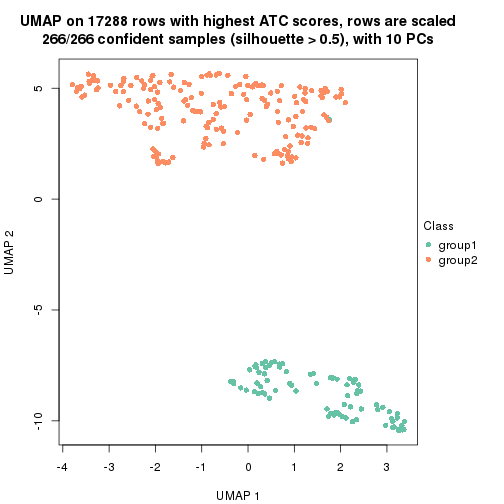 UMAP on 17288 rows with highest ATC scores, rows are scaled
266/266 confident samples (silhouette > 0.5), with 10 PCs
5
0
-5
-10
UMAP 2
Class
group1
group2
-4 -3 -2 -1 0 1 2 3
UMAP 1